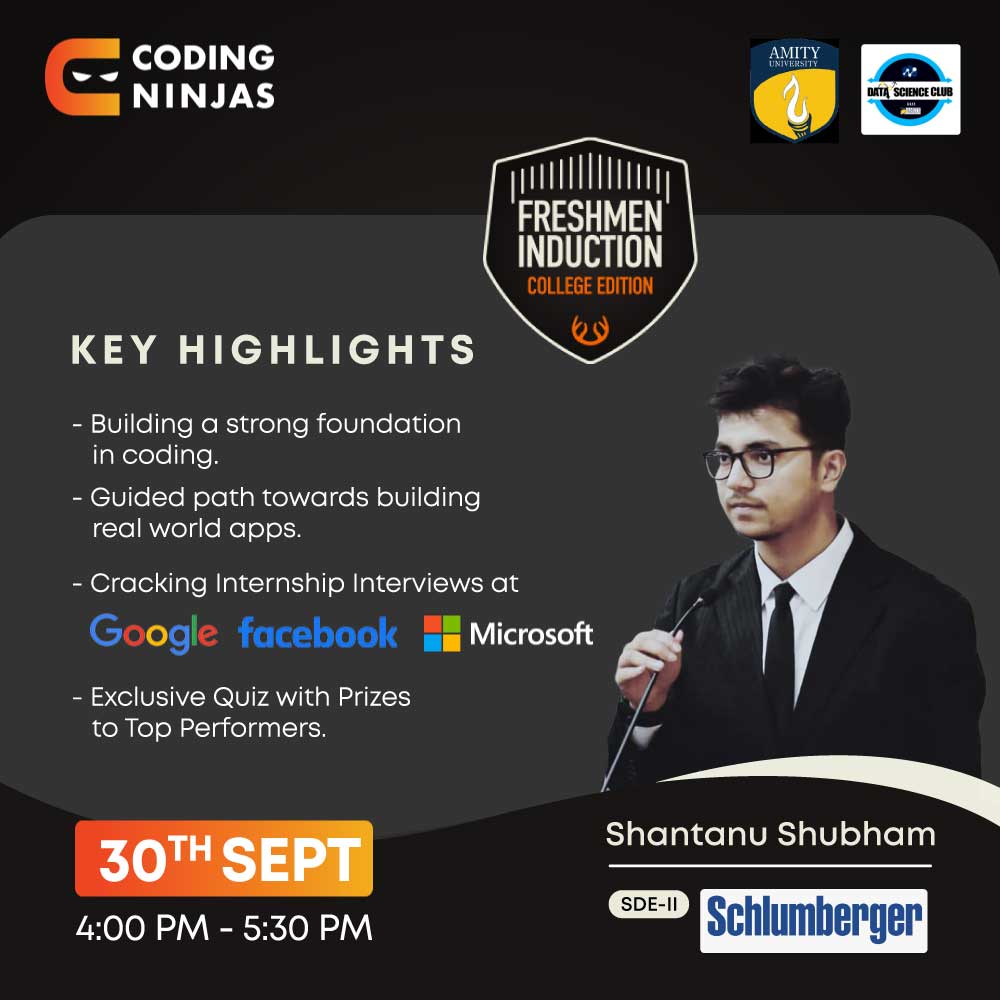 CODING
NINJAS
AMITY
UNIVERSITY
DATA SCIENCE CLUB
FRESHMEN
INDUCTION
COLLEGE EDITION
KEY HIGHLIGHTS
- Building a strong foundation
in coding.
- Guided path towards building
real world apps.
- Cracking Internship Interviews at
Google facebook Microsoft
- Exclusive Quiz with Prizes
to Top Performers.
30TH SEPT
4:00 PM - 5:30 PM
Shantanu Shubham
SDE-II Schlumberger